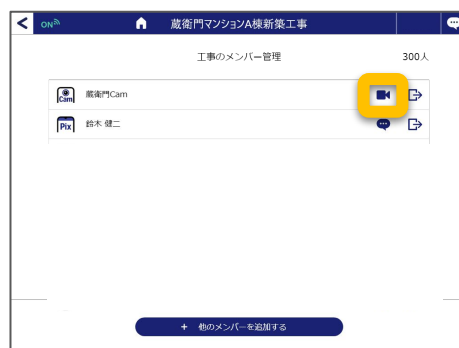 ON
蔵衛門マンションA棟新築工事
工事のメンバー管理
300人
Cam
蔵衛門Cam
Pix
鈴木 健二
+ 他のメンバーを追加する